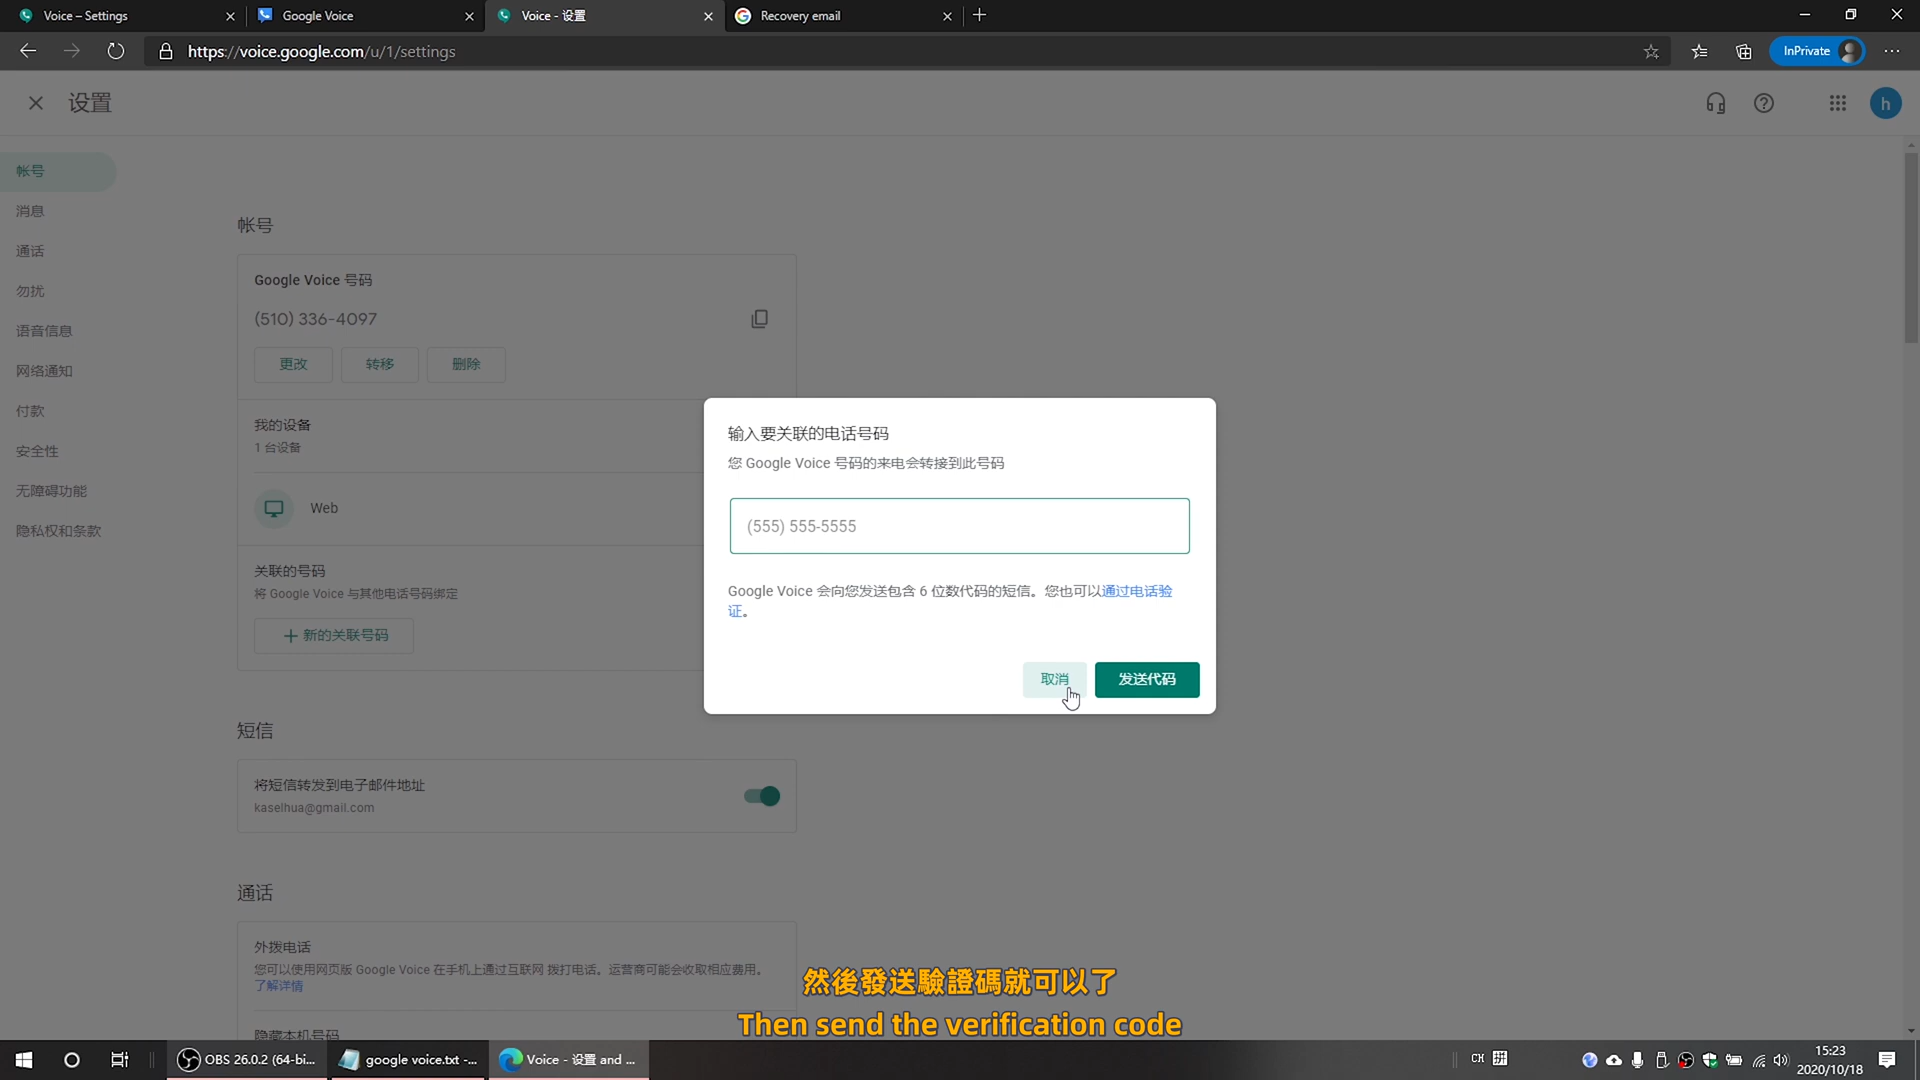 Voice – Settings
Google Voice
Voice - 设置
Recovery email
https://voice.google.com/u/1/settings
InPrivate
设置
h
帐号
消息
通话
勿扰
语音信息
网络通知
付款
安全性
无障碍功能
隐私权和条款
帐号
Google Voice 号码
(510) 336-4097
更改
转移
删除
我的设备
1 台设备
Web
关联的号码
将 Google Voice 与其他电话号码绑定
新的关联号码
短信
将短信转发到电子邮件地址
kaselhua@gmail.com
通话
外拨电话
您可以使用网页版 Google Voice 在手机上通过互联网 拨打电话。运营商可能会收取相应费用。
了解详情
隐藏本机号码
输入要关联的电话号码
您 Google Voice 号码的来电会转接到此号码
(555) 555-5555
Google Voice 会向您发送包含 6 位数代码的短信。您也可以通过电话验
证。
取消
发送代码
然後發送驗證碼就可以了
Then send the verification code
OBS 26.0.2 (64-bi...
google voice.txt -...
Voice - 设置 and ...
CH
拼
15:23
2020/10/18